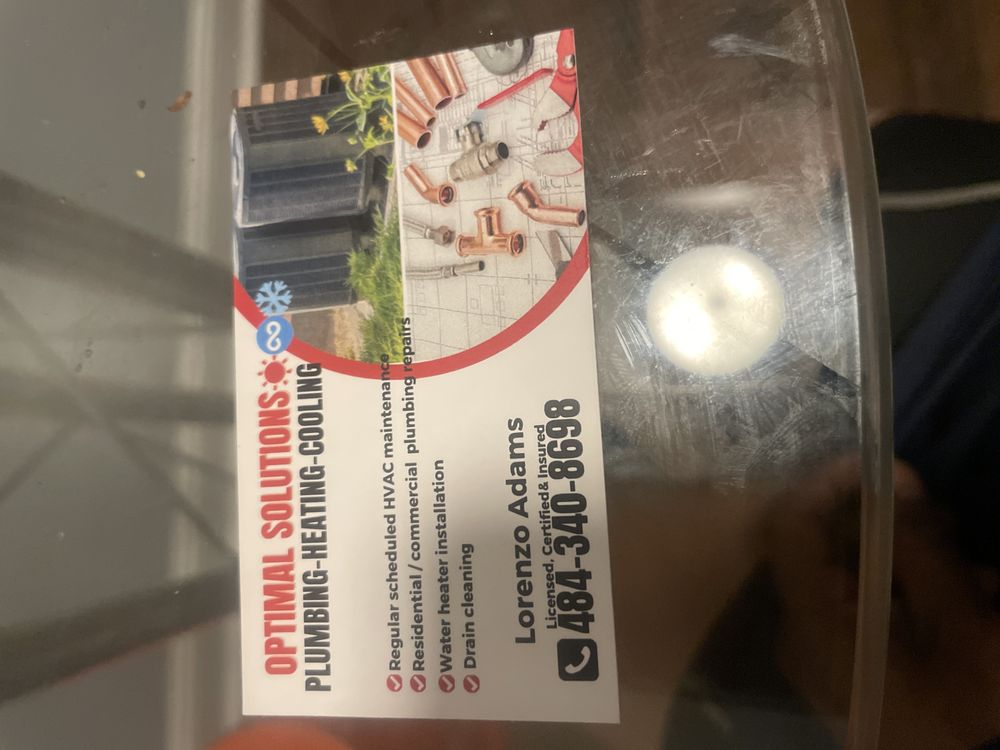 OPTIMAL SOLUTIONS
PLUMBING-HEATING-COOLING
Regular scheduled HVAC maintenance
Residential / commercial plumbing repairs
Water heater installation
Drain cleaning
Lorenzo Adams
Licensed, Certified& Insured
484-340-8698